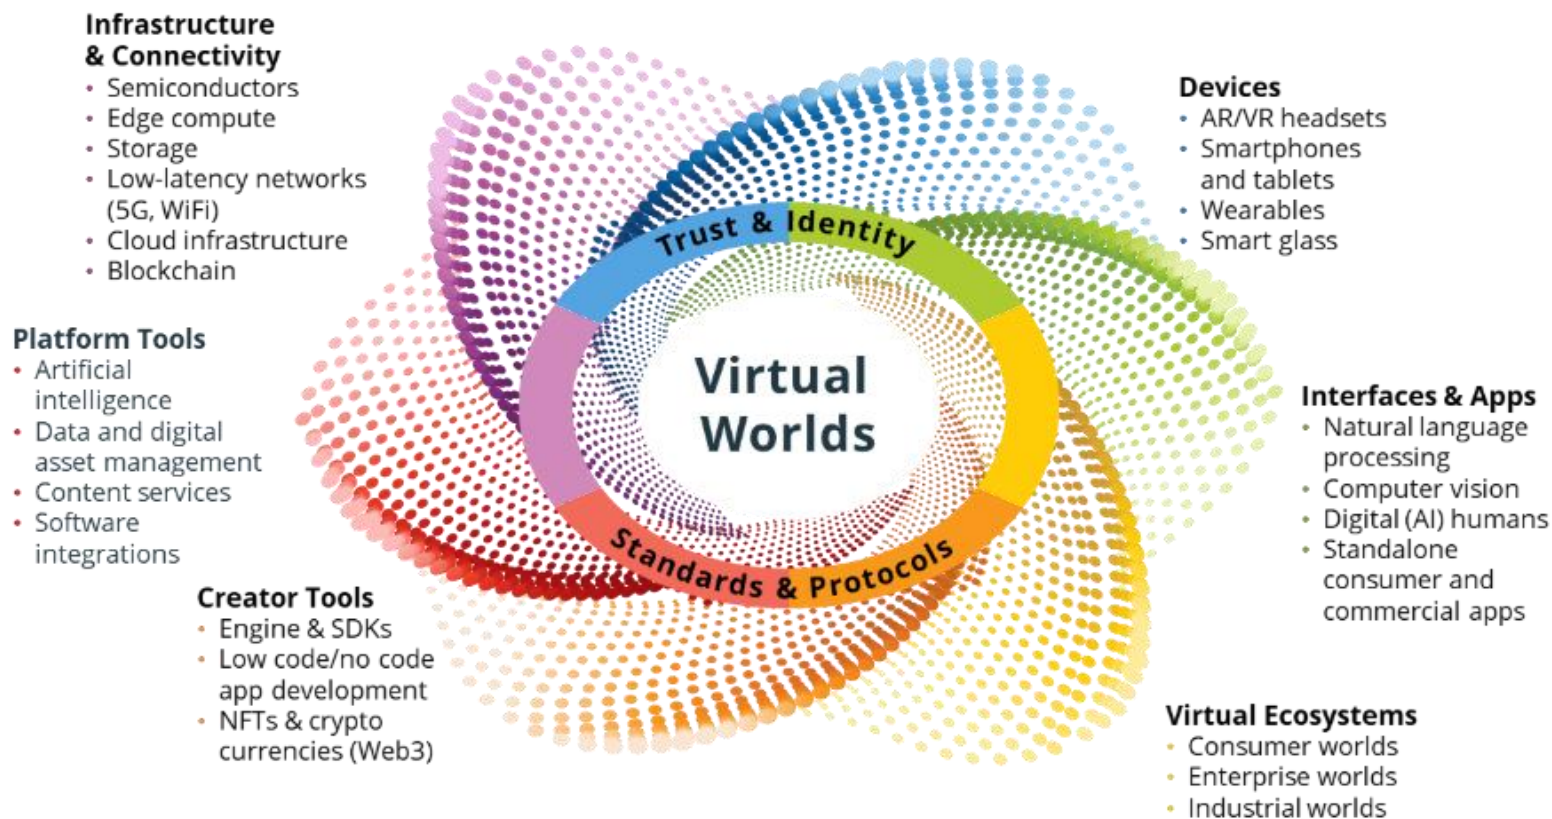 Infrastructure
& Connectivity
• Semiconductors
• Edge compute
• Storage
• Low-latency networks
(5G, WiFi)
• Cloud infrastructure
• Blockchain
Platform Tools
• Artificial
intelligence
• Data and digital
asset management
• Content services
• Software
integrations
Creator Tools
• Engine & SDKs
• Low code/no code
app development
• NFTs & crypto
currencies (Web3)
Trust & Identity
Virtual
Worlds
Standards & Protocols
Devices
• AR/VR headsets
• Smartphones
and tablets
• Wearables
• Smart glass
Interfaces & Apps
• Natural language
processing
• Computer vision
• Digital (AI) humans
• Standalone
consumer and
commercial apps
Virtual Ecosystems
• Consumer worlds
• Enterprise worlds
• Industrial worlds